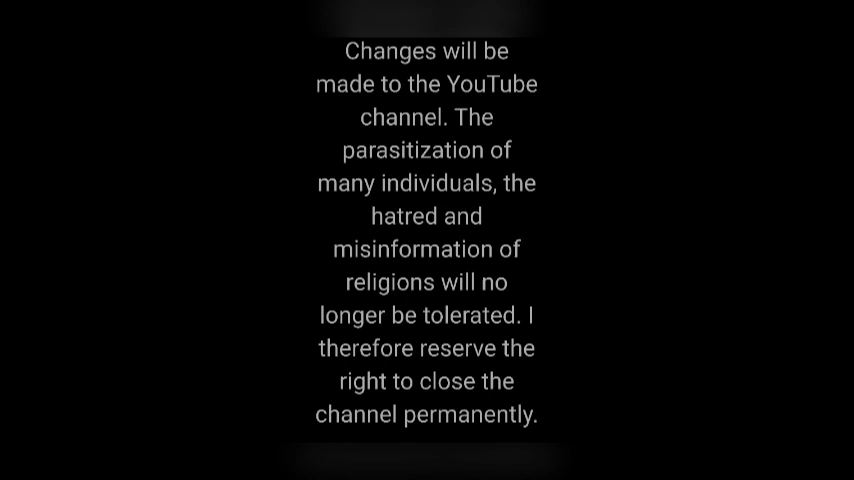 Changes will be
made to the YouTube
channel. The
parasitization of
many individuals, the
hatred and
misinformation of
religions will no
longer be tolerated. I
therefore reserve the
right to close the
channel permanently.